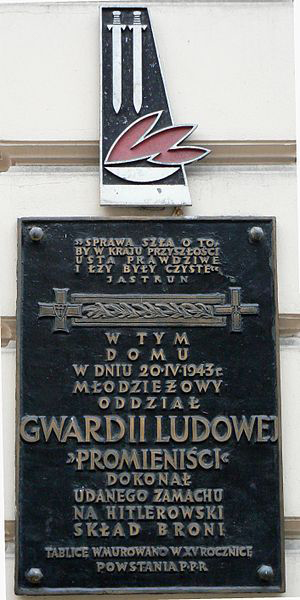 „SPRAWA SZŁA O TO,
BY W KRAJU PRZYSZŁOŚCI
USTA PRAWDZIWE
I ŁZY BYŁY CZYSTE"
JASTRUN
W TYM
DOMU
W DNIU 20·IV·1943 r.
MŁODZIEŻOWY
ODDZIAŁ
GWARDII LUDOWEJ
„PROMIENIŚCI"
DOKONAŁ
UDANEGO ZAMACHU
NA HITLEROWSKI
SKŁAD BRONI
TABLICE WMUROWANO W XV ROCZNICĘ
POWSTANIA P.P.R.